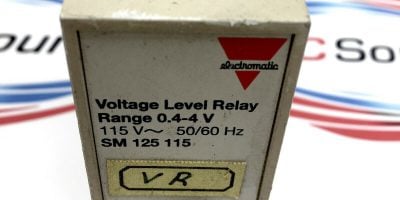 electromatic
Voltage Level Relay
Range 0.4-4 V
115 V~ 50/60 Hz
SM 125 115
VR